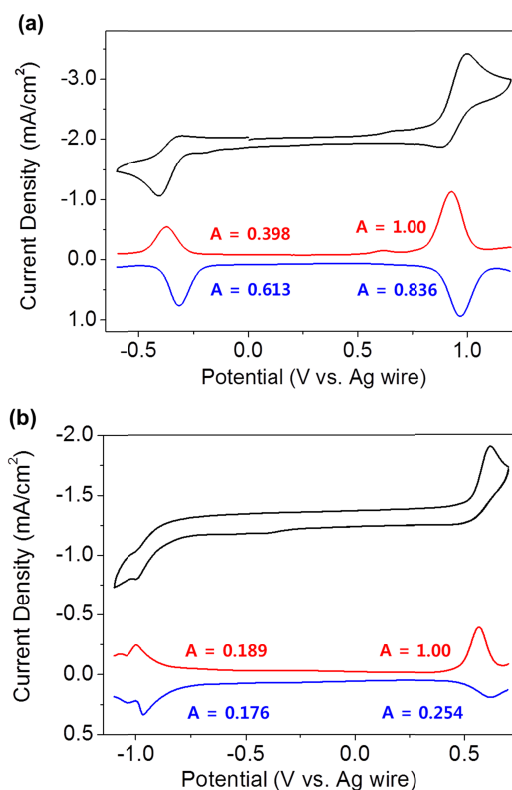 (a)
Current Density (mA/cm²)
-3.0
-2.0
-1.0
0.0
1.0
A = 0.398
A = 1.00
A = 0.613
A = 0.836
-0.5
0.0
0.5
1.0
Potential (V vs. Ag wire)
(b)
Current Density (mA/cm²)
-2.0
-1.5
-1.0
-0.5
0.0
0.5
A = 0.189
A = 1.00
A = 0.176
A = 0.254
-1.0
-0.5
0.0
0.5
Potential (V vs. Ag wire)